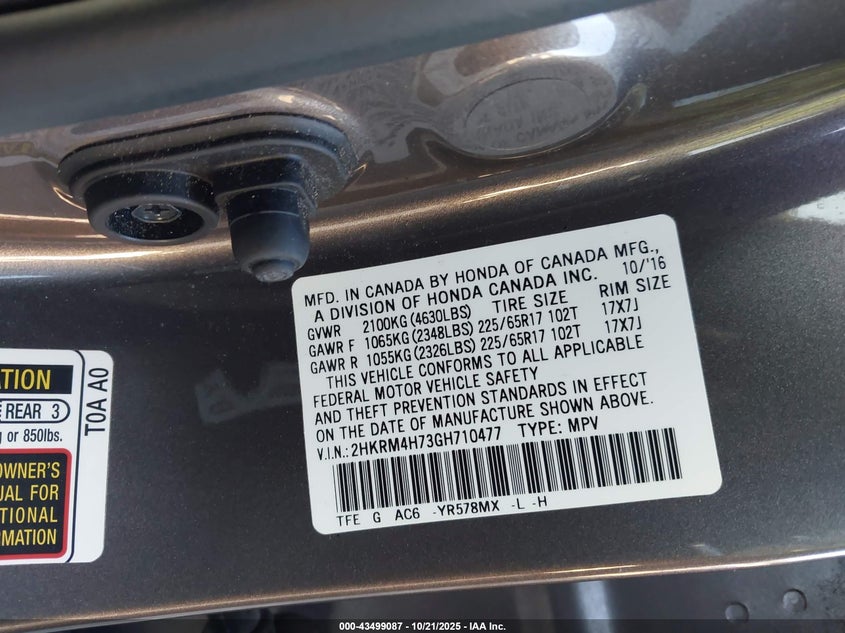 MFD. IN CANADA BY HONDA OF CANADA MFG.,
A DIVISION OF HONDA CANADA INC. 10/'16
GVWR 2100KG (4630LBS) TIRE SIZE RIM SIZE
GAWR F 1065KG (2348LBS) 225/65R17 102T 17X7J
GAWR R 1055KG (2326LBS) 225/65R17 102T 17X7J
THIS VEHICLE CONFORMS TO ALL APPLICABLE
FEDERAL MOTOR VEHICLE SAFETY
AND THEFT PREVENTION STANDARDS IN EFFECT
ON THE DATE OF MANUFACTURE SHOWN ABOVE.
V.I.N.: 2HKRM4H73GH710477 TYPE: MPV
TFE G AC6 -YR578MX -L -H
ATION
REAR 3
or 850lbs.
OWNER'S
UAL FOR
TIONAL
RMATION
T0A A0
000-43499087 - 10/21/2025 - IAA Inc.